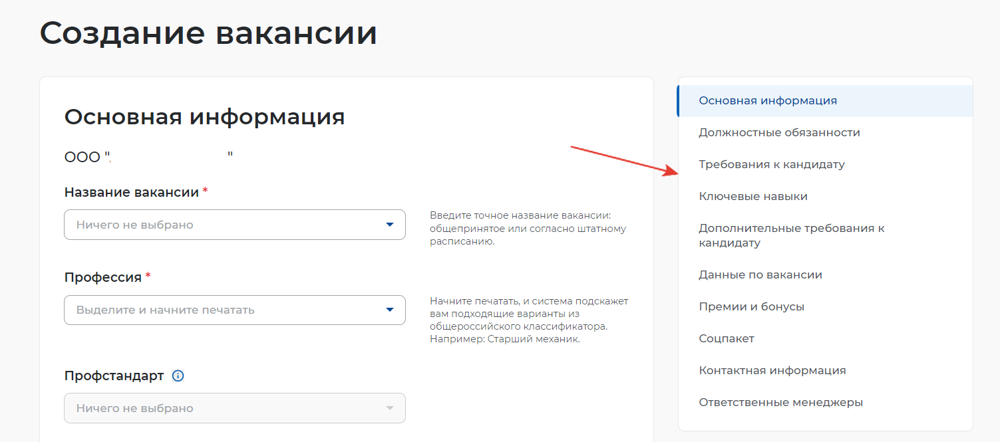 Создание вакансии
Основная информация
ООО " "
Название вакансии *
Ничего не выбрано
Введите точное название вакансии:
общепринятое или согласно штатному
расписанию.
Профессия *
Выделите и начните печатать
Начните печатать, и система подскажет
вам подходящие варианты из
общероссийского классификатора.
Например: Старший механик.
Профстандарт
Ничего не выбрано
Основная информация
Должностные обязанности
Требования к кандидату
Ключевые навыки
Дополнительные требования к
кандидату
Данные по вакансии
Премии и бонусы
Соцпакет
Контактная информация
Ответственные менеджеры